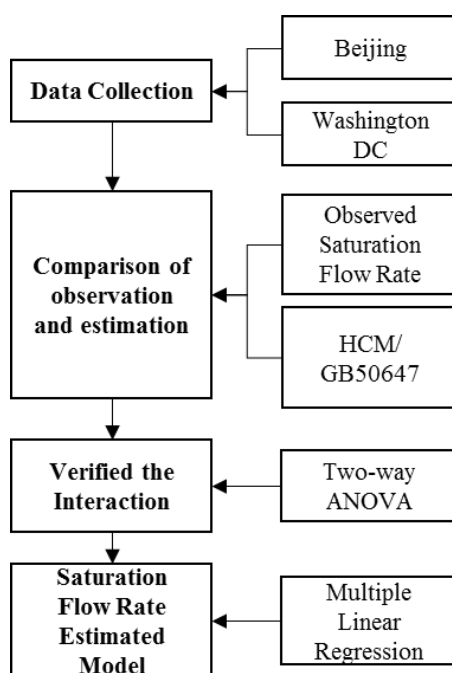 Beijing
Data Collection
Washington
DC
Observed
Saturation
Flow Rate
Comparison of
observation
and estimation
HCM/
GB50647
Verified the
Interaction
Two-way
ANOVA
Saturation
Flow Rate
Estimated
Model
Multiple
Linear
Regression